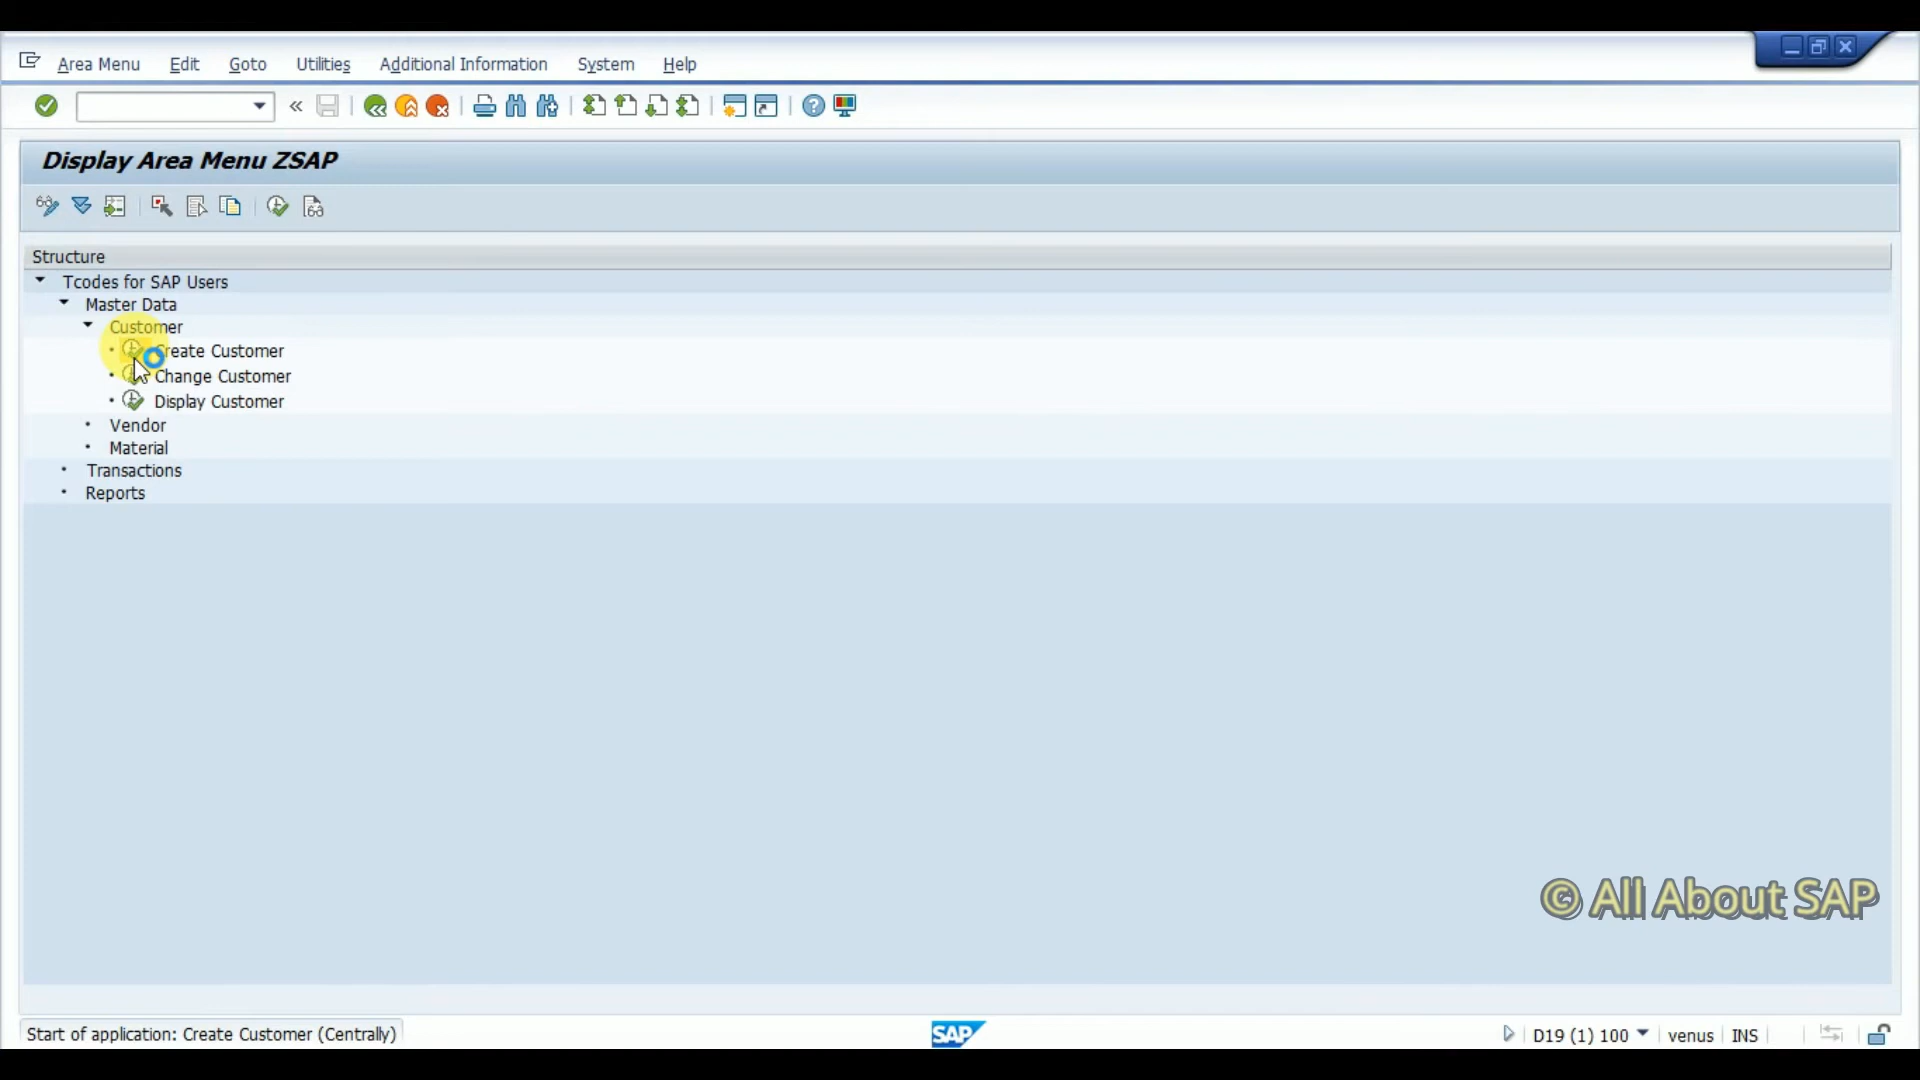 Area Menu Edit Goto Utilities Additional Information System Help
Display Area Menu ZSAP
Structure
Tcodes for SAP Users
Master Data
Customer
Create Customer
Change Customer
Display Customer
Vendor
Material
Transactions
Reports
© All About SAP
Start of application: Create Customer (Centrally) SAP D19 (1) 100 venus INS